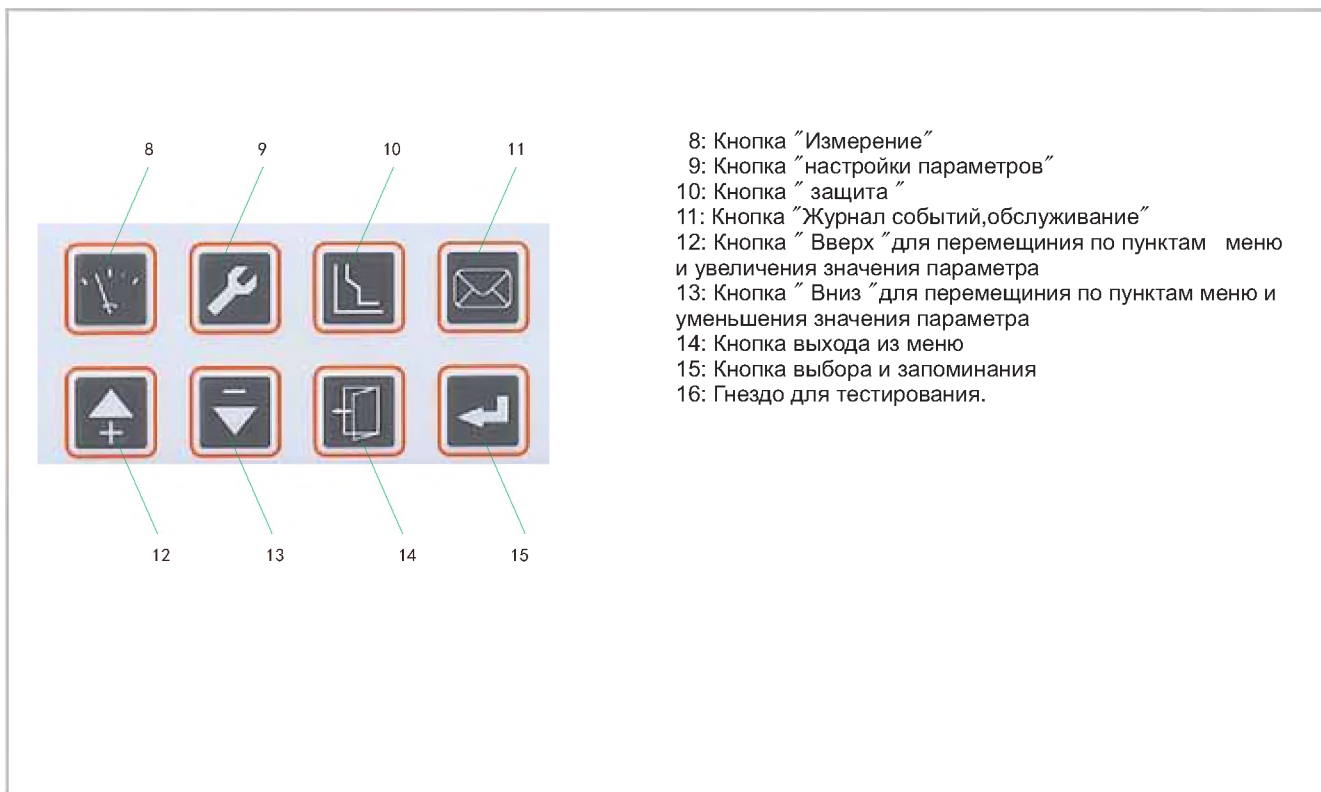 8
9
10
11
12
13
14
15
8: Кнопка ″Измерение″
9: Кнопка ″настройки параметров″
10: Кнопка ″ защита ″
11: Кнопка ″Журнал событий,обслуживание″
12: Кнопка ″ Вверх ″для перемещиния по пунктам меню
и увеличения значения параметра
13: Кнопка ″ Вниз ″для перемещиния по пунктам меню и
уменьшения значения параметра
14: Кнопка выхода из меню
15: Кнопка выбора и запоминания
16: Гнездо для тестирования.